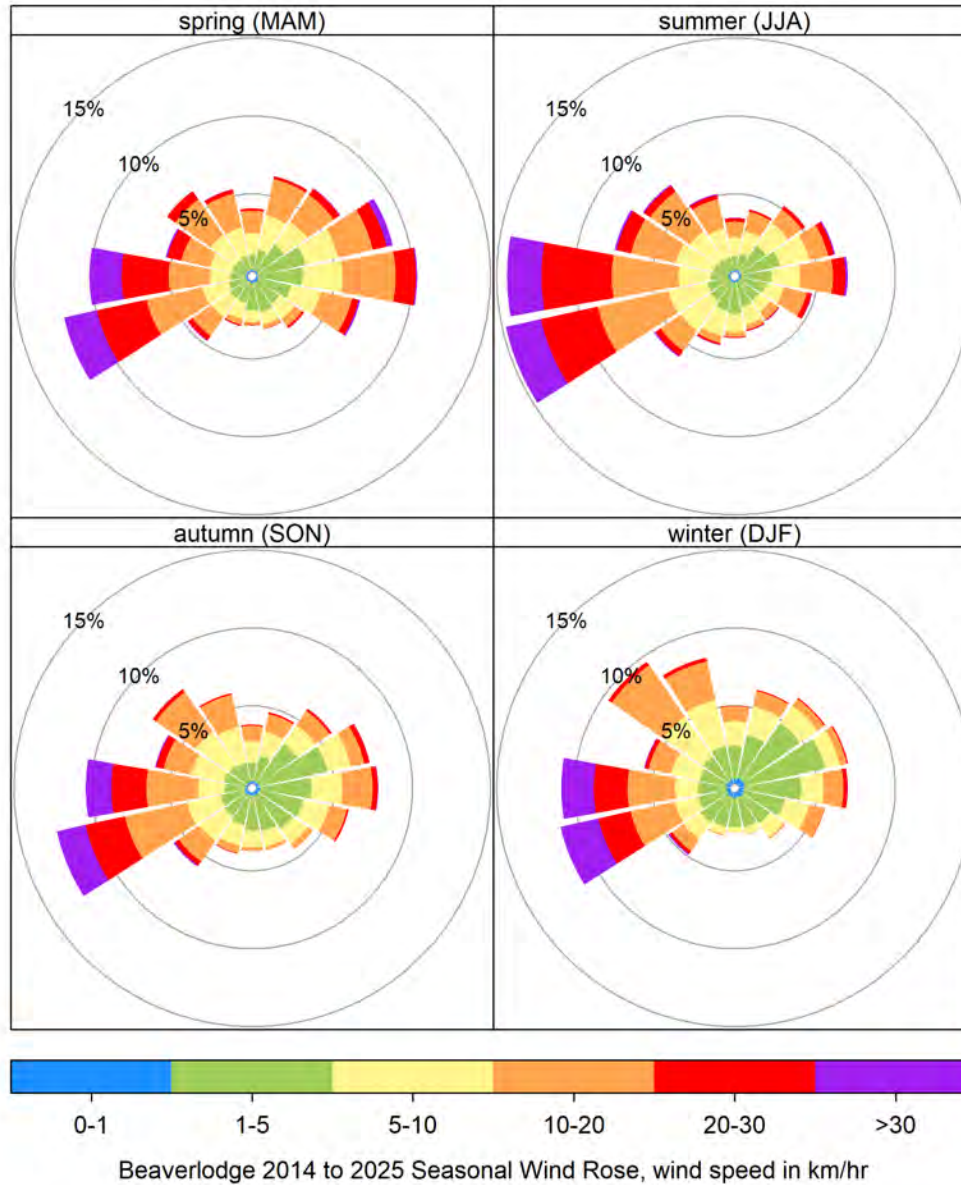 spring (MAM)
summer (JJA)
15%
10%
5%
15%
10%
5%
autumn (SON)
winter (DJF)
15%
10%
5%
15%
10%
5%
0-1 1-5 5-10 10-20 20-30 >30
Beaverlodge 2014 to 2025 Seasonal Wind Rose, wind speed in km/hr